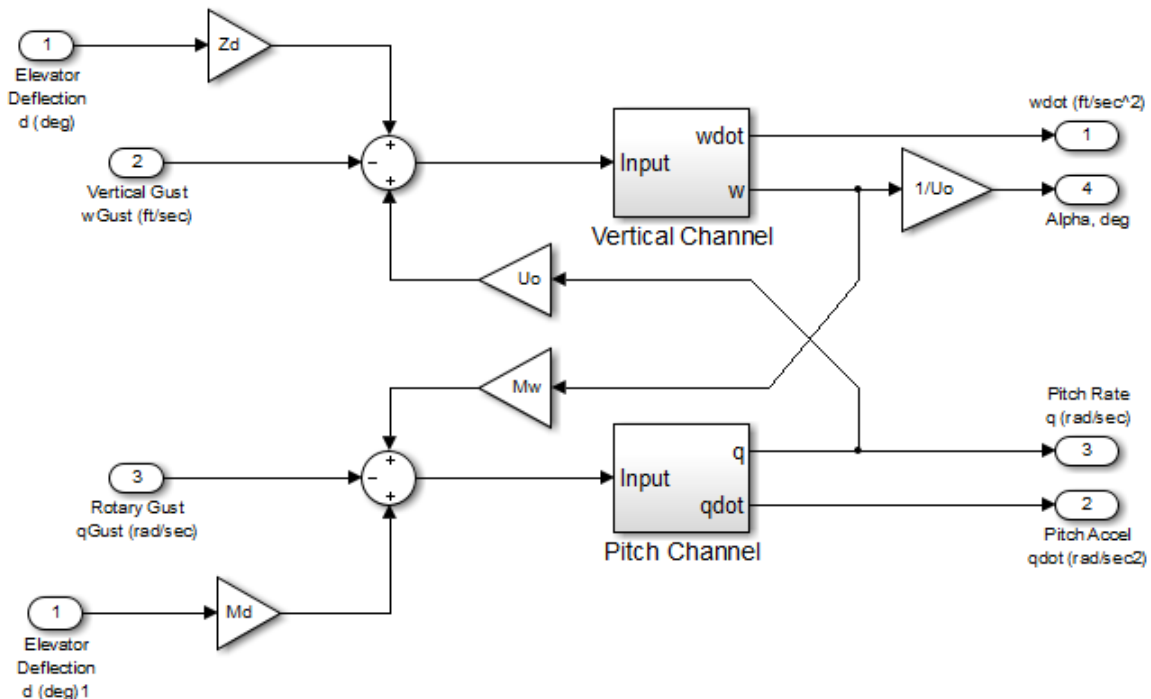 1
Zd
Elevator
Deflection
d (deg)
2
Vertical Gust
wGust (ft/sec)
-
+
+
Input
wdot
w
Vertical Channel
wdot (ft/sec^2)
1
1/Uo
4
Alpha, deg
Uo
Mw
3
Rotary Gust
qGust (rad/sec)
+
-
+
Input
q
qdot
Pitch Channel
Pitch Rate
q (rad/sec)
3
2
Pitch Accel
qdot (rad/sec2)
1
Md
Elevator
Deflection
d (deg)1